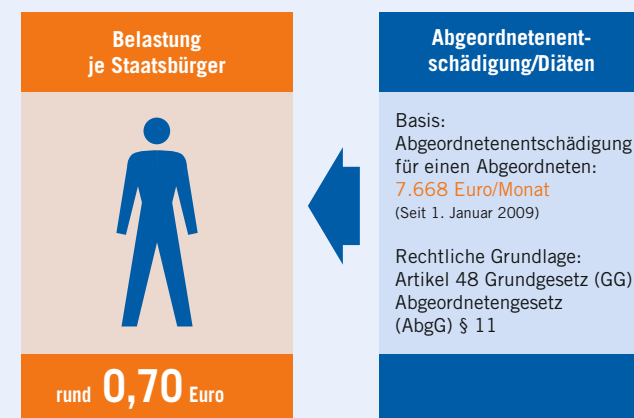 Belastung
je Staatsbürger
rund 0,70 Euro
Abgeordnetenent-
schädigung/Diäten
Basis:
Abgeordnetenentschädigung
für einen Abgeordneten:
7.668 Euro/Monat
(Seit 1. Januar 2009)
Rechtliche Grundlage:
Artikel 48 Grundgesetz (GG)
Abgeordnetengesetz
(AbgG) § 11